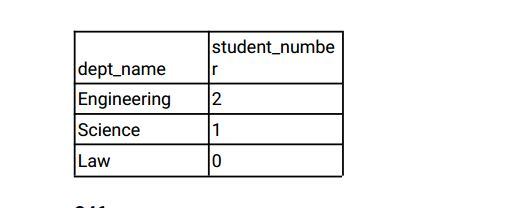 dept_name student_numbe
r
Engineering 2
Science 1
Law 0